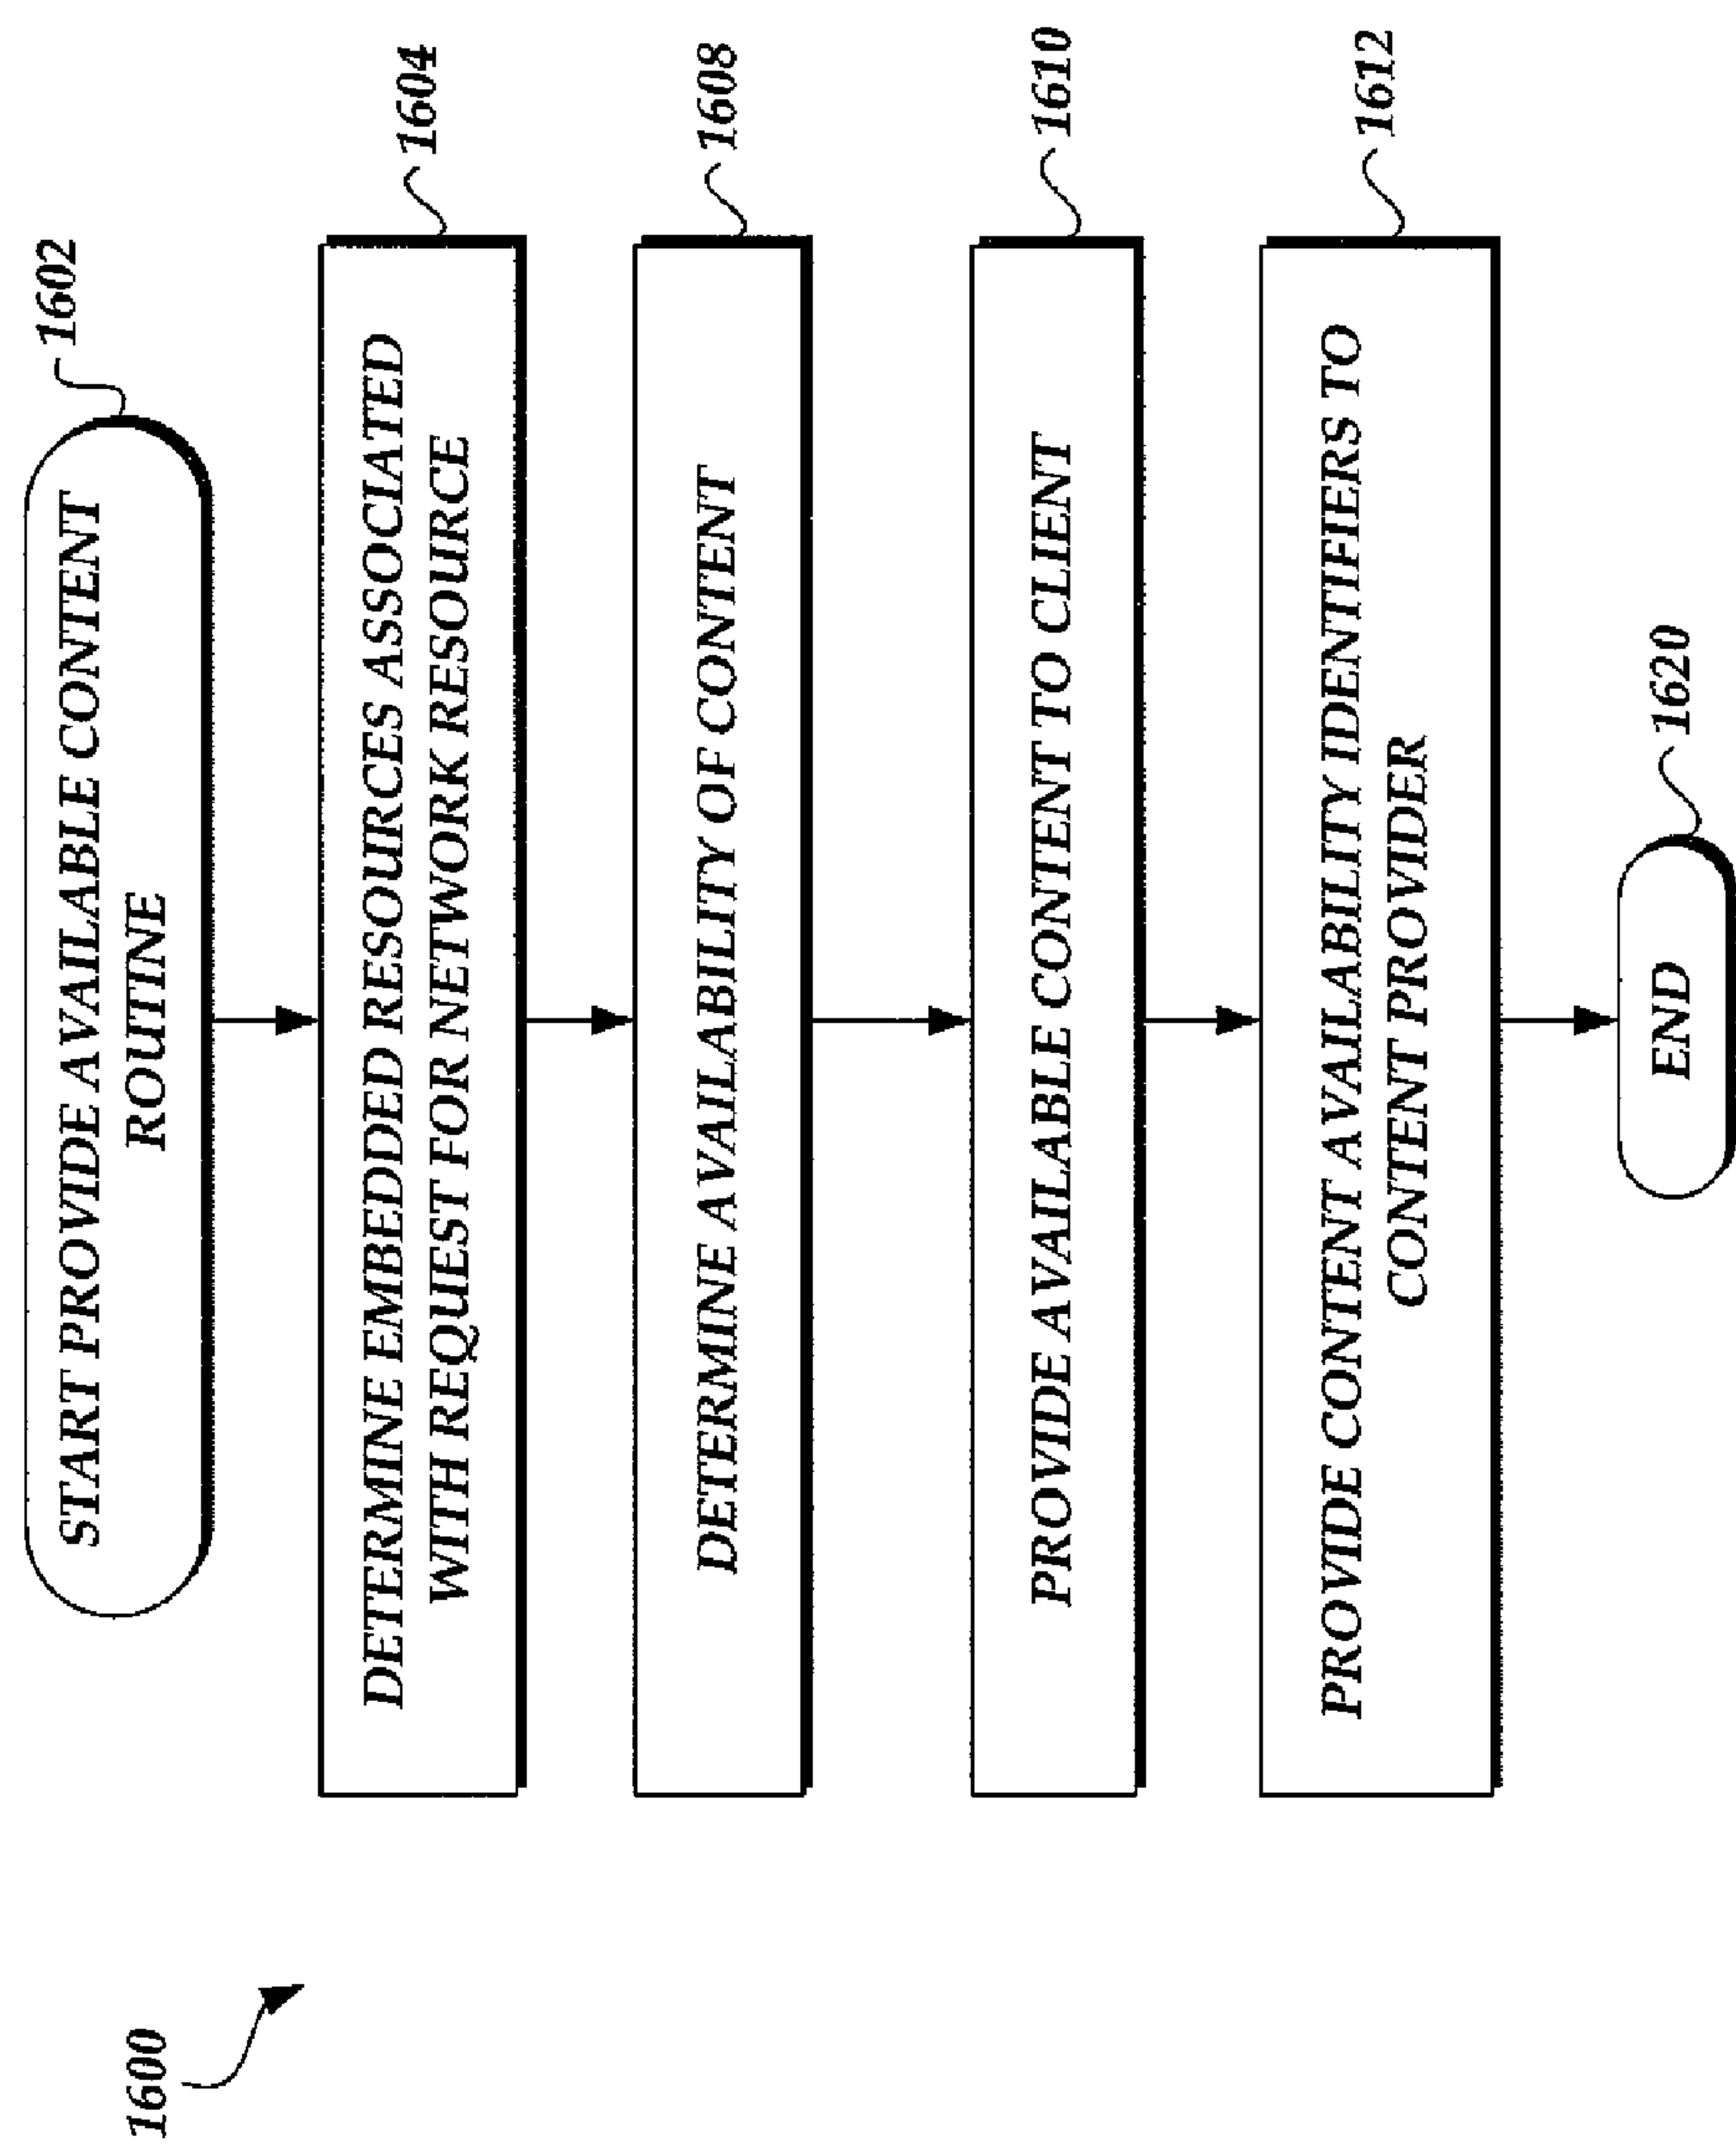 1600
START PROVIDE AVAILABLE CONTENT
ROUTINE
1602
DETERMINE EMBEDDED RESOURCES ASSOCIATED
WITH REQUEST FOR NETWORK RESOURCE
1604
DETERMINE AVAILABILITY OF CONTENT
1608
PROVIDE AVAILABLE CONTENT TO CLIENT
1610
PROVIDE CONTENT AVAILABILITY IDENTIFIERS TO
CONTENT PROVIDER
1612
END
1620